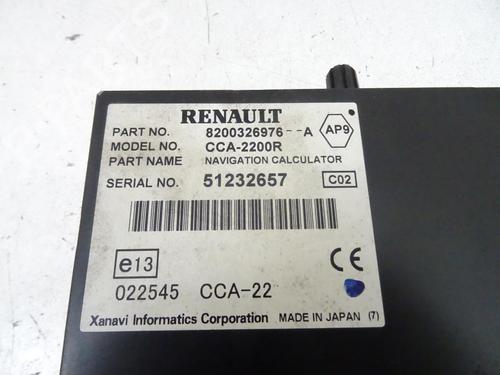 RENAULT
PART NO. 8200326976--A
AP9
MODEL NO. CCA-2200R
PART NAME NAVIGATION CALCULATOR
SERIAL NO. 51232657 C02
e13
CE
022545 CCA-22
Xanavi Informatics Corporation MADE IN JAPAN (7)